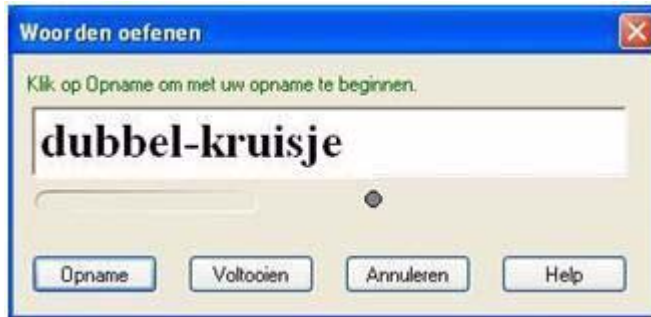 Woorden oefenen
Klik op Opname om met uw opname te beginnen.
dubbel-kruisje
Opname Voltooien Annuleren Help